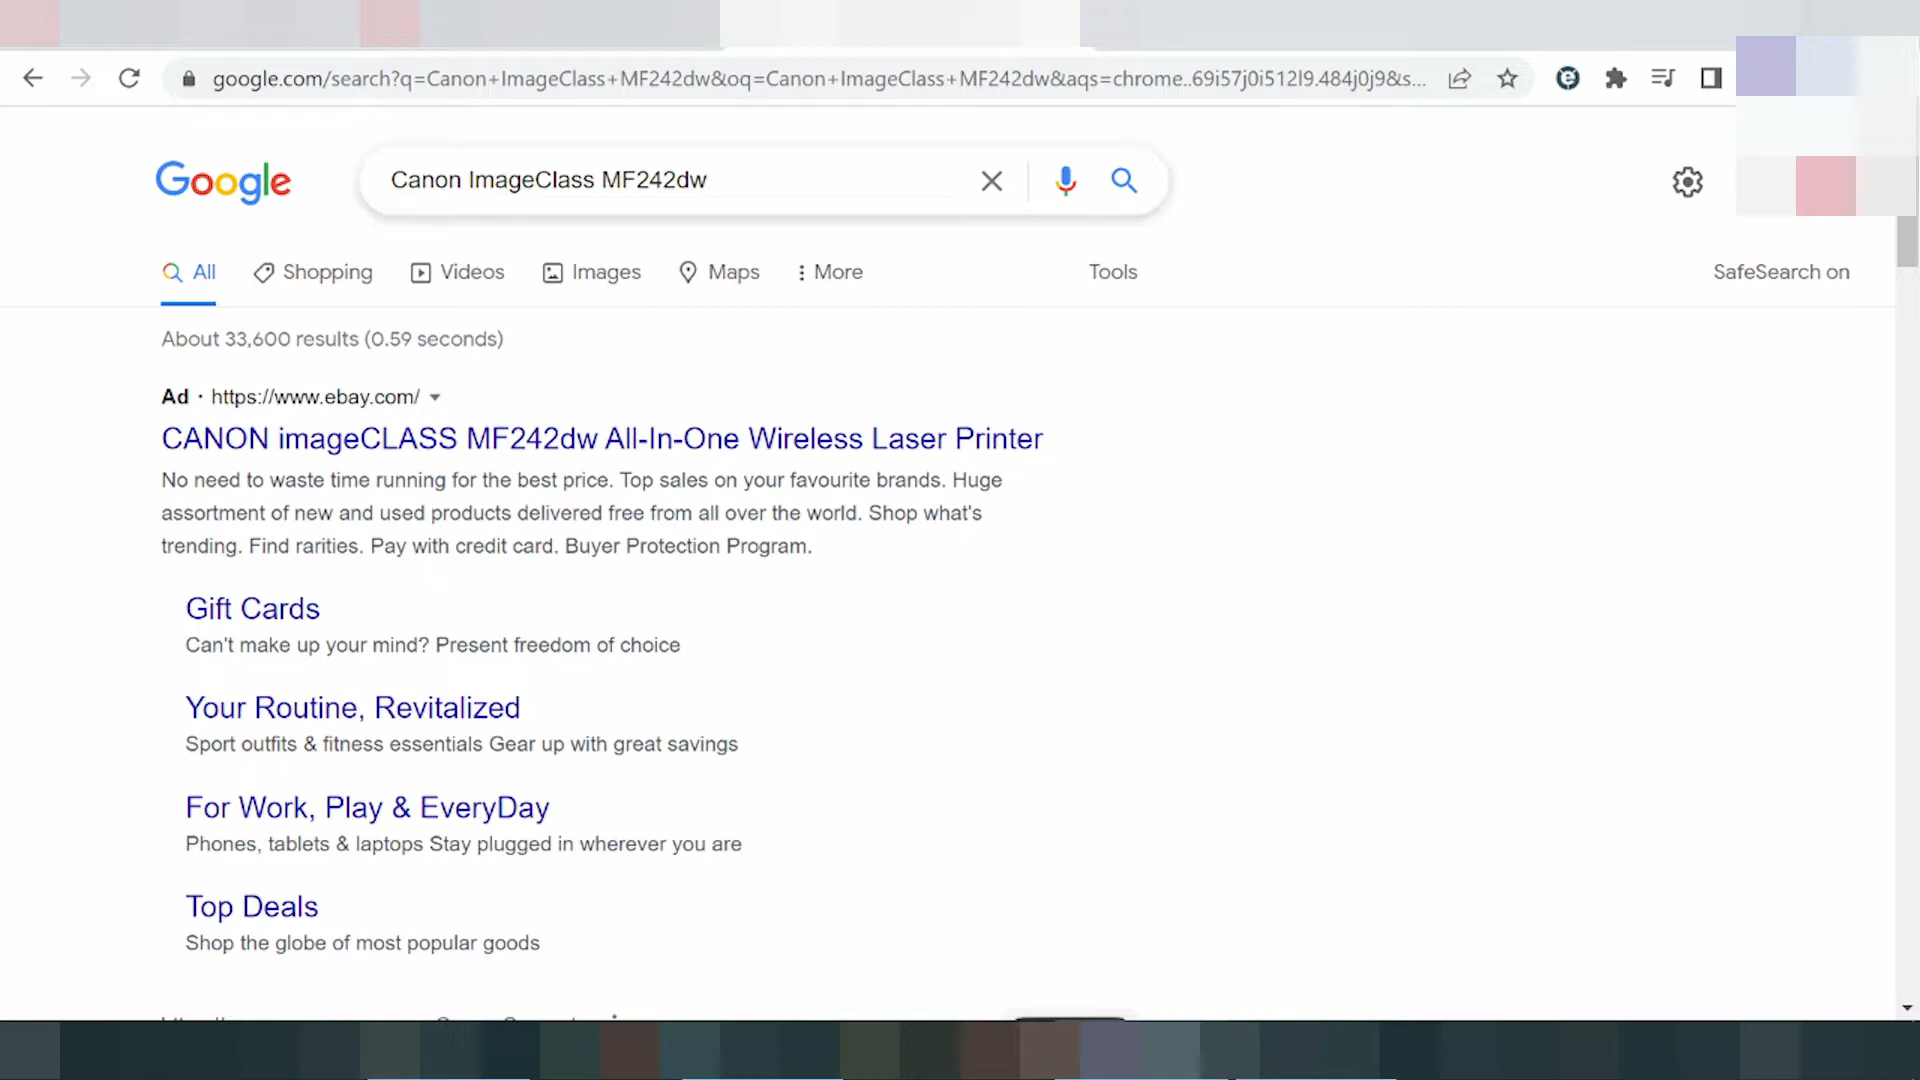 google.com/search?q=Canon+ImageClass+MF242dw&oq=Canon+ImageClass+MF242dw&aqs=chrome..69i57j0i512l9.484j0j9&s...
Google
Canon ImageClass MF242dw
All
Shopping
Videos
Images
Maps
More
Tools
SafeSearch on
About 33,600 results (0.59 seconds)
Ad · https://www.ebay.com/
CANON imageCLASS MF242dw All-In-One Wireless Laser Printer
No need to waste time running for the best price. Top sales on your favourite brands. Huge
assortment of new and used products delivered free from all over the world. Shop what's
trending. Find rarities. Pay with credit card. Buyer Protection Program.
Gift Cards
Can't make up your mind? Present freedom of choice
Your Routine, Revitalized
Sport outfits & fitness essentials Gear up with great savings
For Work, Play & EveryDay
Phones, tablets & laptops Stay plugged in wherever you are
Top Deals
Shop the globe of most popular goods